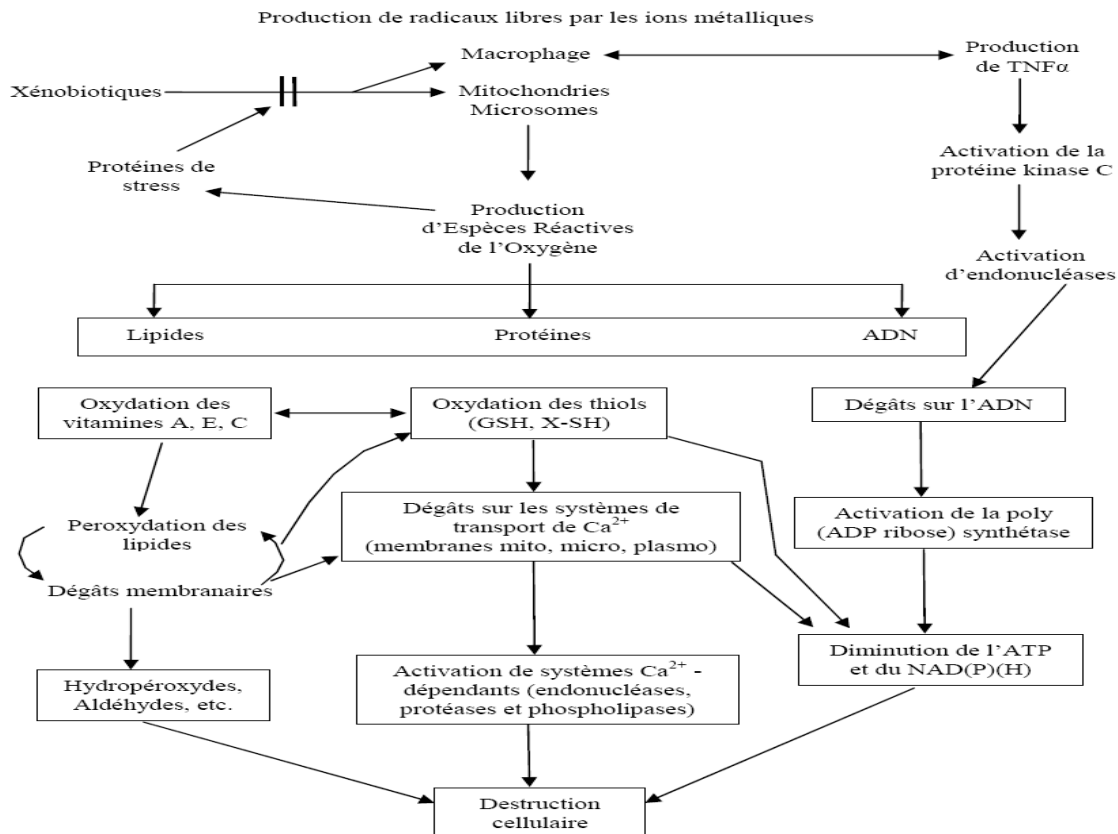 Production de radicaux libres par les ions métalliques
Macrophage
Production
de TNFα
Xénobiotiques
Mitochondries
Microsomes
Protéines de
stress
Activation de la
protéine kinase C
Production
d’Espèces Réactives
de l’Oxygène
Activation
d’endonucléases
Lipides
Protéines
ADN
Oxydation des
vitamines A, E, C
Oxydation des thiols
(GSH, X-SH)
Dégâts sur l’ADN
Peroxydation des
lipides
Dégâts sur les systèmes de
transport de Ca²⁺
(membranes mito, micro, plasmo)
Activation de la poly
(ADP ribose) synthétase
Dégâts membranaires
Hydropéroxydes,
Aldéhydes, etc.
Activation de systèmes Ca²⁺ -
dépendants (endonucléases,
protéases et phospholipases)
Diminution de l’ATP
et du NAD(P)(H)
Destruction
cellulaire